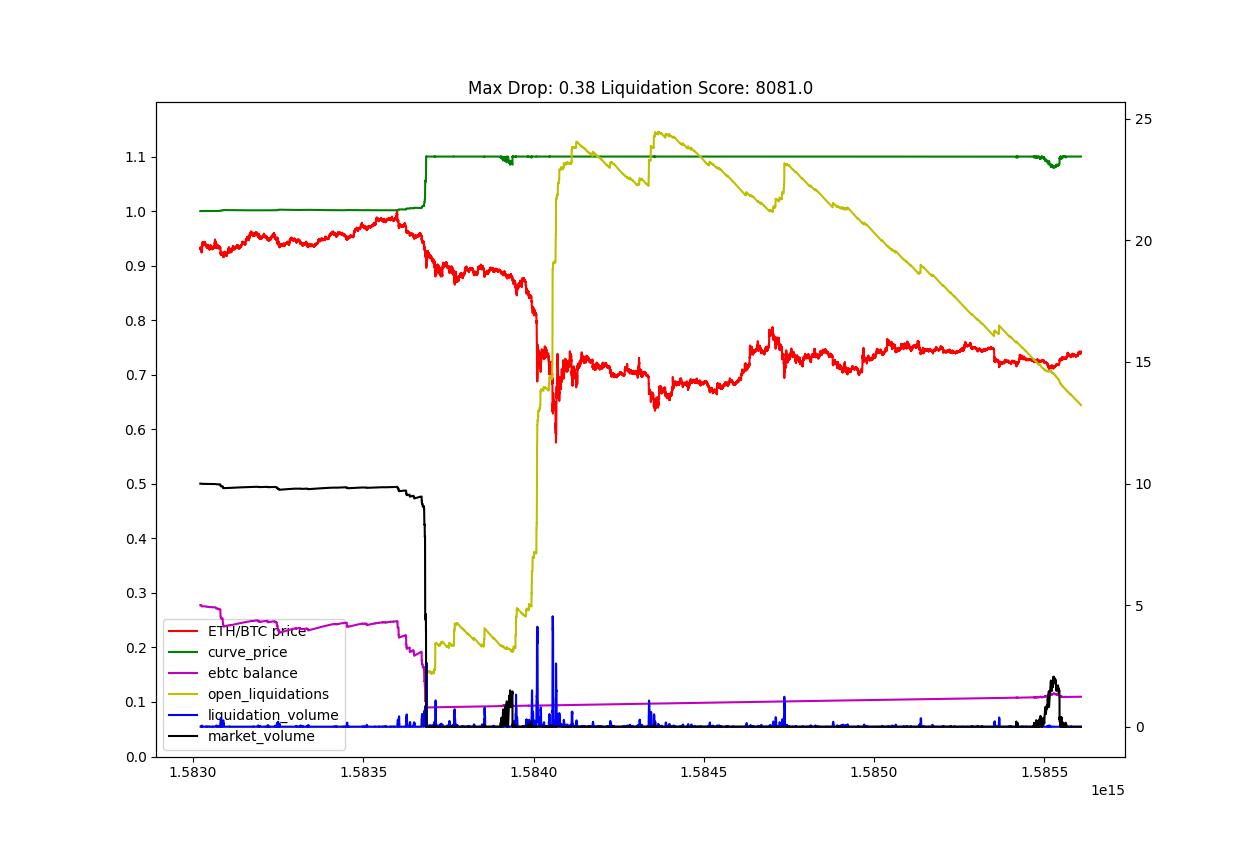 Max Drop: 0.38 Liquidation Score: 8081.0
1.1
1.0
0.9
0.8
0.7
0.6
0.5
0.4
0.3
0.2
0.1
0.0
25
20
15
10
5
0
ETH/BTC price
curve_price
ebtc balance
open_liquidations
liquidation_volume
market_volume
1.5830 1.5835 1.5840 1.5845 1.5850 1.5855
1e15